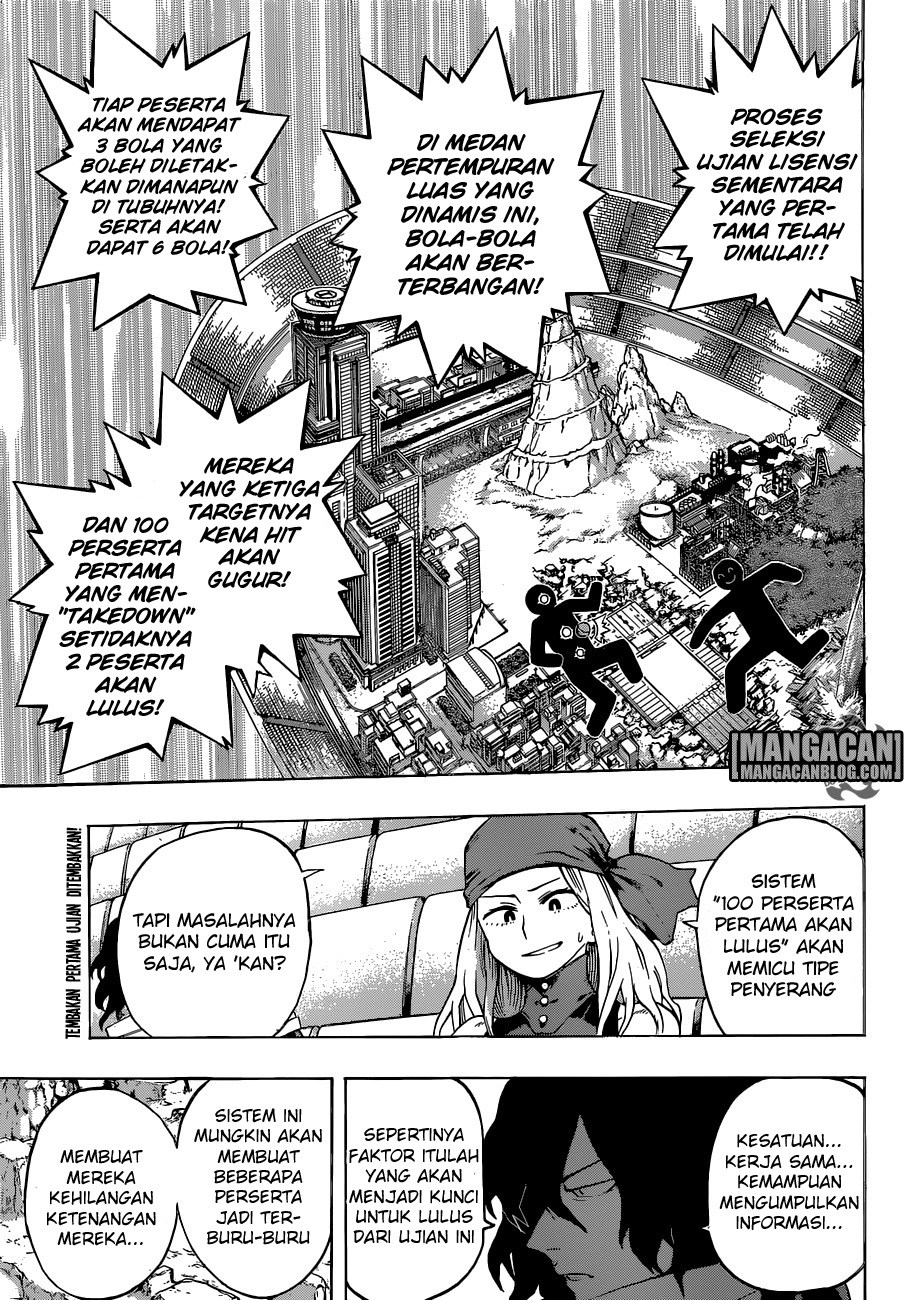 PROSES
SELEKSI
UJIAN LISENSI
SEMENTARA
YANG PER-
TAMA TELAH
DIMULAI!!
DI MEDAN
PERTEMPURAN
LUAS YANG
DINAMIS INI,
BOLA-BOLA
AKAN BER-
TERBANGAN!
TIAP PESERTA
AKAN MENDAPAT
3 BOLA YANG
BOLEH DILETAK-
KAN DIMANAPUN
DI TUBUHNYA!
SERTA AKAN
DAPAT 6 BOLA!
MEREKA
YANG KETIGA
TARGETNYA
KENA HIT
AKAN
GUGUR!
DAN 100
PERSERTA
PERTAMA
YANG MEN-
"TAKEDOWN"
SETIDAKNYA
2 PESERTA
AKAN
LULUS!
MANGACAN
MANGACANBLOG.COM
SISTEM
"100 PERSERTA
PERTAMA AKAN
LULUS" AKAN
MEMICU TIPE
PENYERANG
TAPI MASALAHNYA
BUKAN CUMA ITU
SAJA, YA 'KAN?
TEMBAKAN PERTAMA UJIAN DITEMBAKKAN!
KESATUAN...
KERJA SAMA...
KEMAMPUAN
MENGUMPULKAN
INFORMASI...
SEPERTINYA
FAKTOR ITULAH
YANG AKAN
MENJADI KUNCI
UNTUK LULUS
DARI UJIAN INI
SISTEM INI
MUNGKIN AKAN
MEMBUAT
BEBERAPA
PERSERTA
JADI TER-
BURU-BURU
MEMBUAT
MEREKA
KEHILANGAN
KETENANGAN
MEREKA...